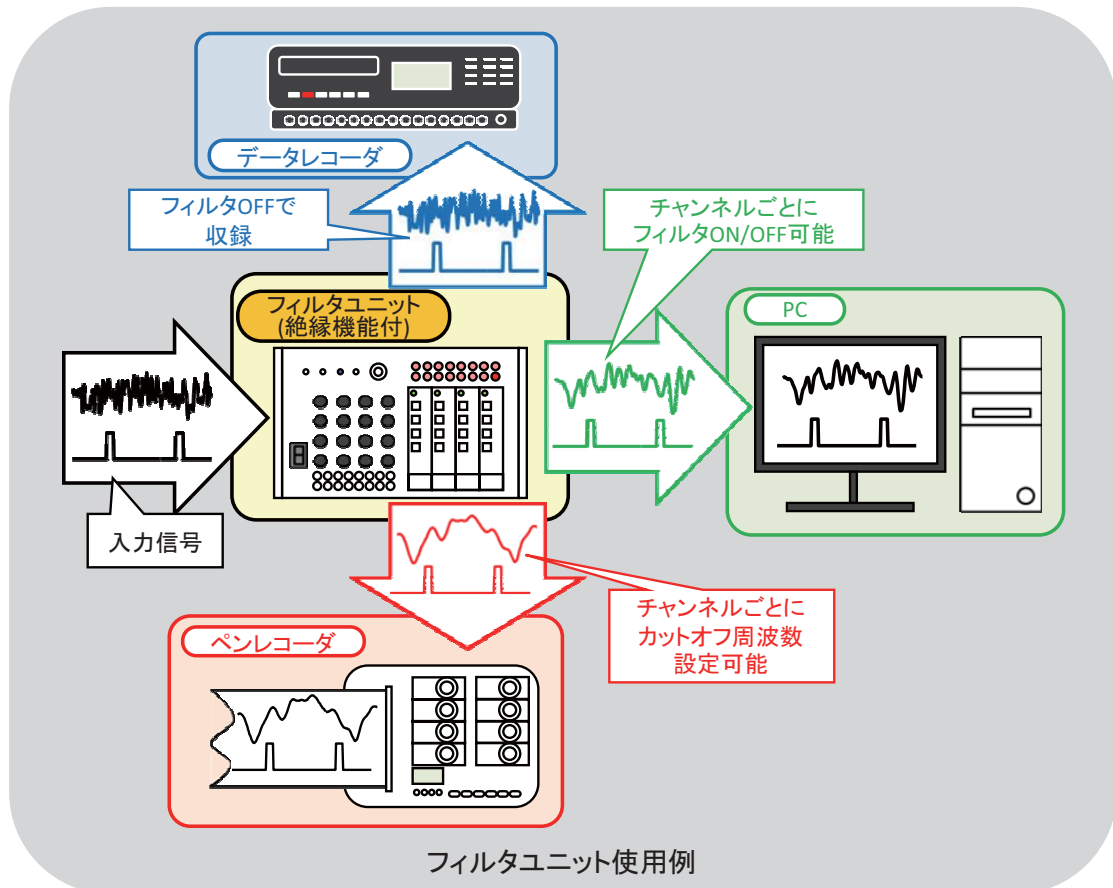 データレコーダ
フィルタOFFで
収録
チャンネルごとに
フィルタON/OFF可能
フィルタユニット
(絶縁機能付)
PC
入力信号
チャンネルごとに
カットオフ周波数
設定可能
ペンレコーダ
フィルタユニット使用例